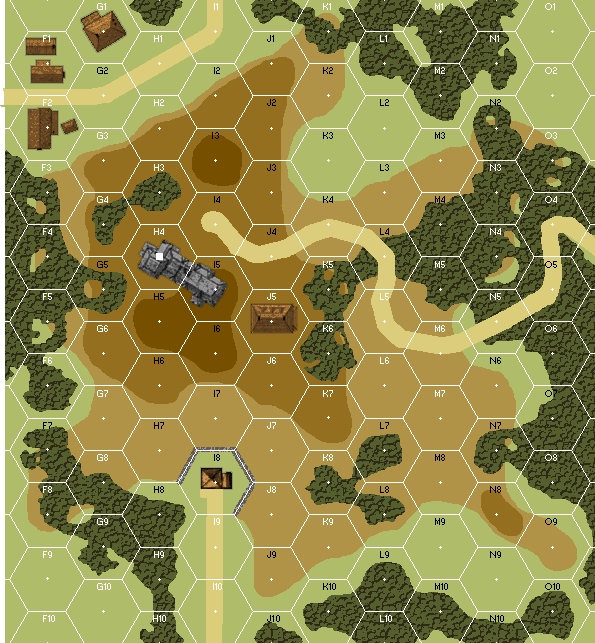 G1 I1 K1 M1 O1
F1 H1 J1 L1 N1
G2 I2 K2 M2 O2
F2 H2 J2 L2 N2
G3 I3 K3 M3 O3
F3 H3 J3 L3 N3
G4 I4 K4 M4 O4
F4 H4 J4 L4 N4
G5 I5 K5 M5 O5
F5 H5 J5 L5 N5
G6 I6 K6 M6 O6
F6 H6 J6 L6 N6
G7 I7 K7 M7 O7
F7 H7 J7 L7 N7
G8 I8 K8 M8 O8
F8 H8 J8 L8 N8
G9 I9 K9 M9 O9
F9 H9 J9 L9 N9
G10 I10 K10 M10 O10
F10 H10 J10 L10 N10